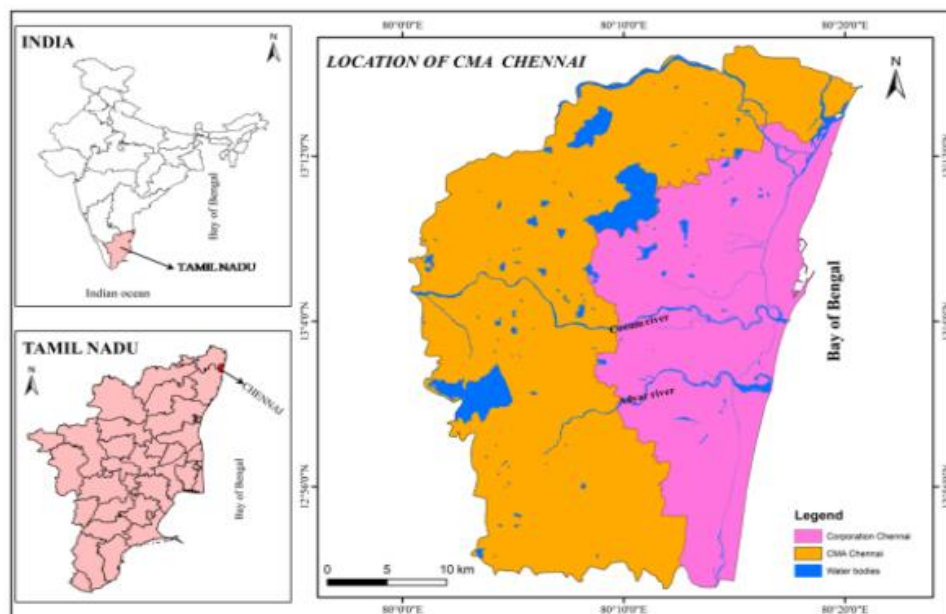 INDIA
N
Bay of Bengal
TAMIL NADU
Indian ocean
TAMIL NADU
N
CHENNAI
Bay of Bengal
80°0'0"E
80°10'0"E
80°20'0"E
LOCATION OF CMA CHENNAI
N
13°12'0"N
13°4'0"N
12°56'0"N
Cooum river
Adyar river
Bay of Bengal
Legend
Corporation Chennai
CMA Chennai
Water bodies
0
5
10 km
80°0'0"E
80°10'0"E
80°20'0"E